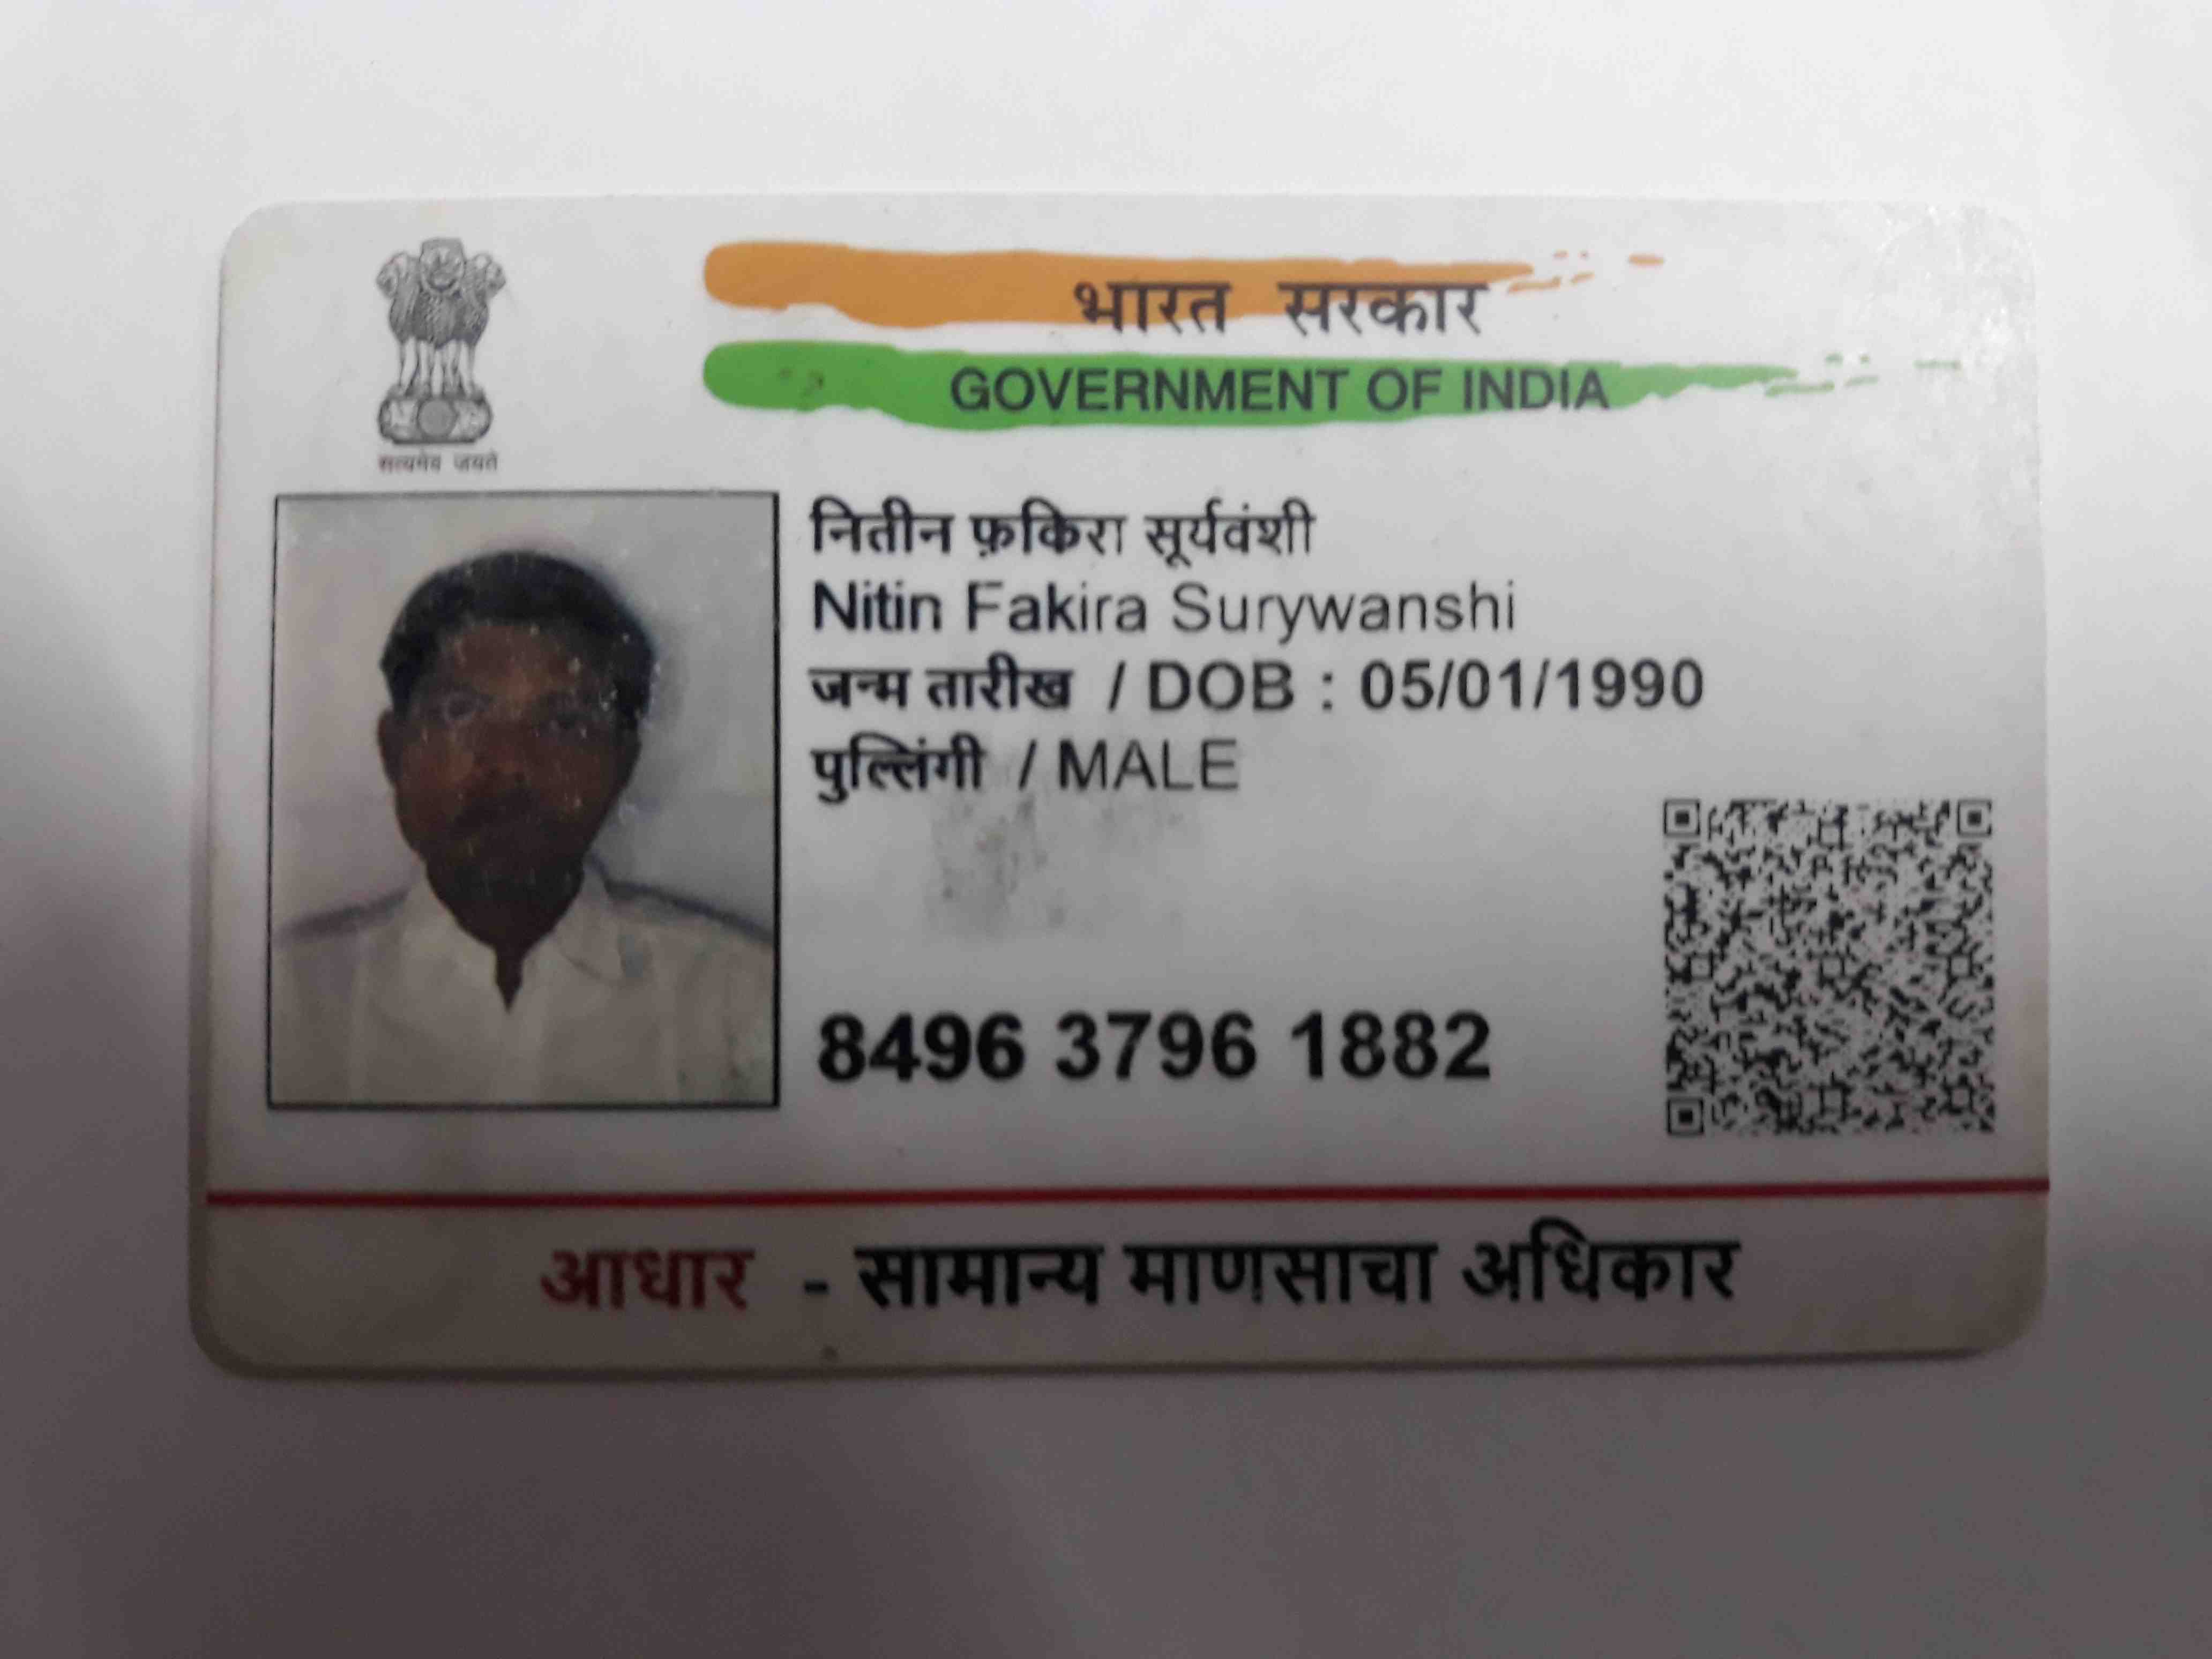 भारत सरकार
GOVERNMENT OF INDIA
सत्यमेव जयते
नितीन फ़किरा सूर्यवंशी
Nitin Fakira Surywanshi
जन्म तारीख / DOB : 05/01/1990
पुल्लिंगी / MALE
8496 3796 1882
आधार - सामान्य माणसाचा अधिकार